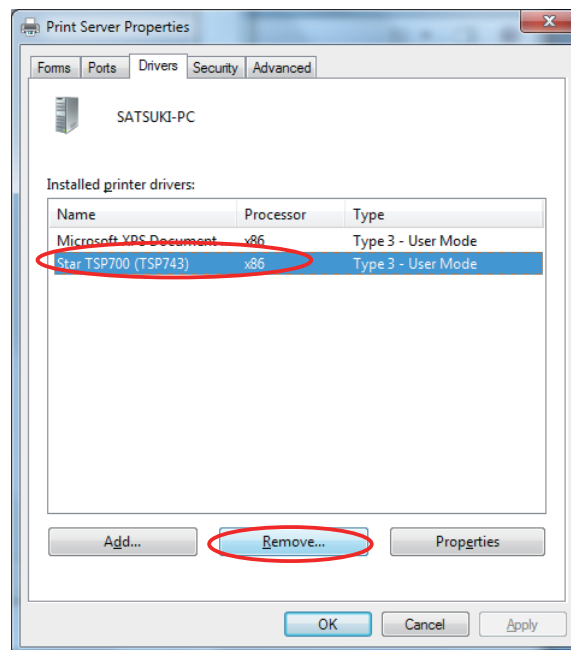 Print Server Properties
Forms Ports Drivers Security Advanced
SATSUKI-PC
Installed printer drivers:
Name Processor Type
Microsoft XPS Document x86 Type 3 - User Mode
Star TSP700 (TSP743) x86 Type 3 - User Mode
Add... Remove... Properties
OK Cancel Apply